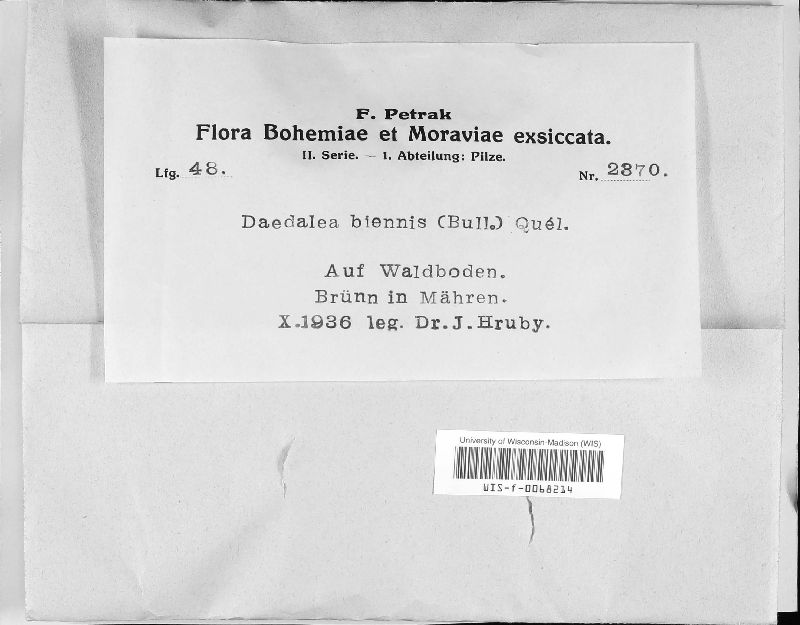 F. Petrak
Flora Bohemiae et Moraviae exsiccata.
II. Serie. — I. Abteilung: Pilze.
Lfg. 48. Nr. 2370.
Daedalea biennis (Bull.) Quél.
Auf Waldboden.
Brünn in Mähren.
X.1936 leg. Dr. J. Hruby.
University of Wisconsin-Madison (WIS)
WIS-f-0068214